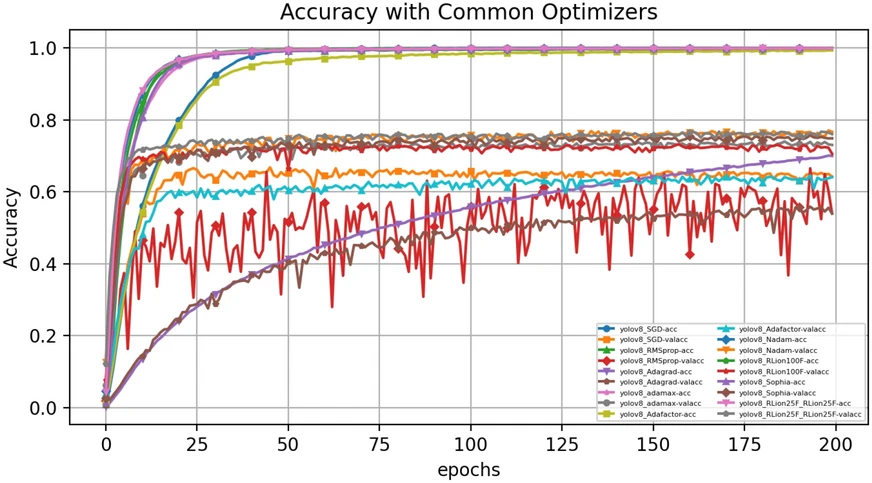 Accuracy with Common Optimizers
1.0
0.8
0.6
0.4
0.2
0.0
Accuracy
0 25 50 75 100 125 150 175 200
epochs
yolov8_SGD-acc
yolov8_SGD-valacc
yolov8_RMSprop-acc
yolov8_RMSprop-valacc
yolov8_Adagrad-acc
yolov8_Adagrad-valacc
yolov8_adamax-acc
yolov8_adamax-valacc
yolov8_Adafactor-acc
yolov8_Adafactor-valacc
yolov8_Nadam-acc
yolov8_Nadam-valacc
yolov8_RLion100F-acc
yolov8_RLion100F-valacc
yolov8_Sophia-acc
yolov8_Sophia-valacc
yolov8_RLion25F_RLion25F-acc
yolov8_RLion25F_RLion25F-valacc